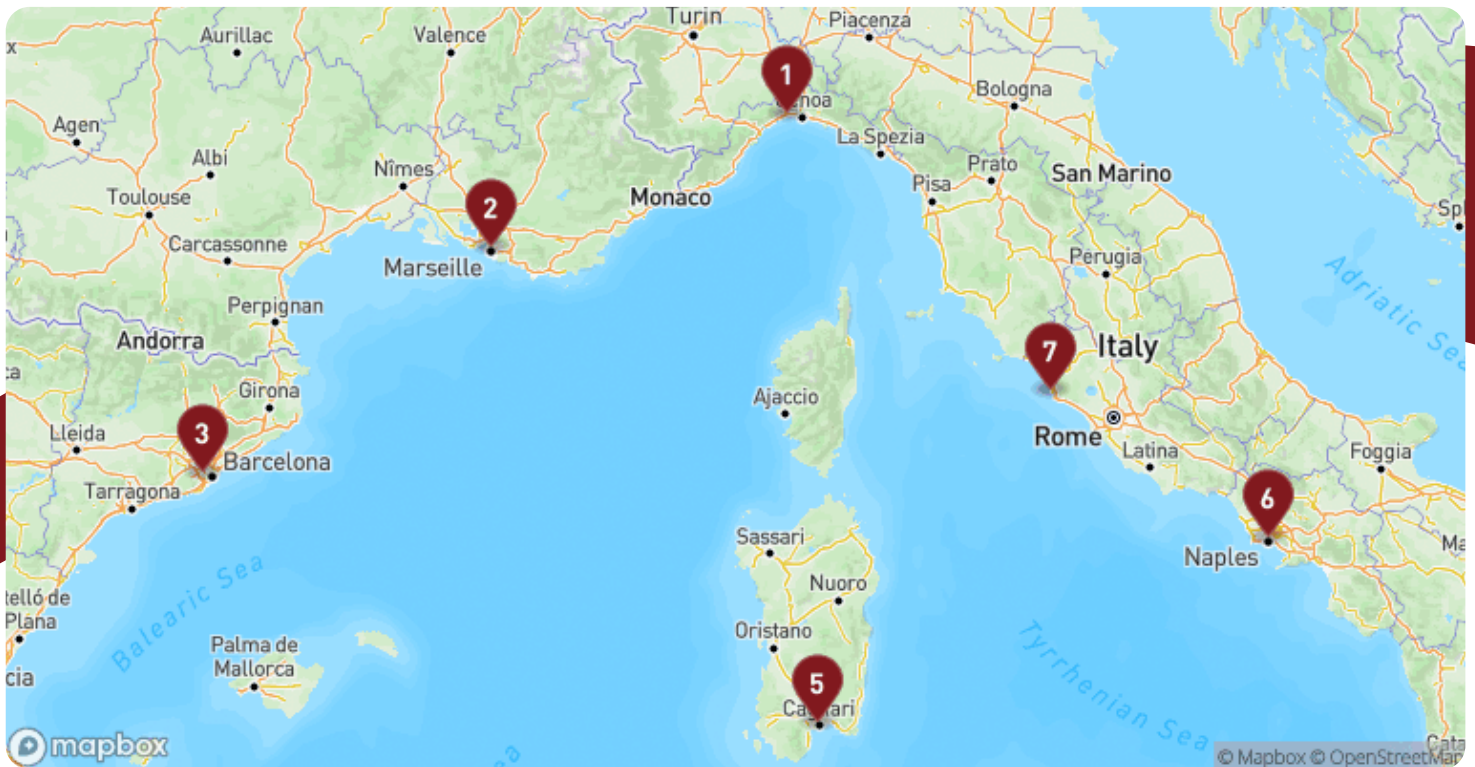 Turin
Piacenza
Aurillac
Valence
x
1
Bologna
Agen
La Spezia
Albi
Nîmes
Prato
San Marino
Pisa
Monaco
Toulouse
2
Carcassonne
Marseille
Perugia
Adriatic Sea
Perpignan
Andorra
Italy
7
Girona
Ajaccio
3
Lleida
Barcelona
Rome
Latina
Foggia
Tarragona
6
Sassari
Naples
Balearic Sea
Nuoro
Oristano
Tyrrhenian Sea
Palma de
Mallorca
5
mapbox
© Mapbox © OpenStreetMap